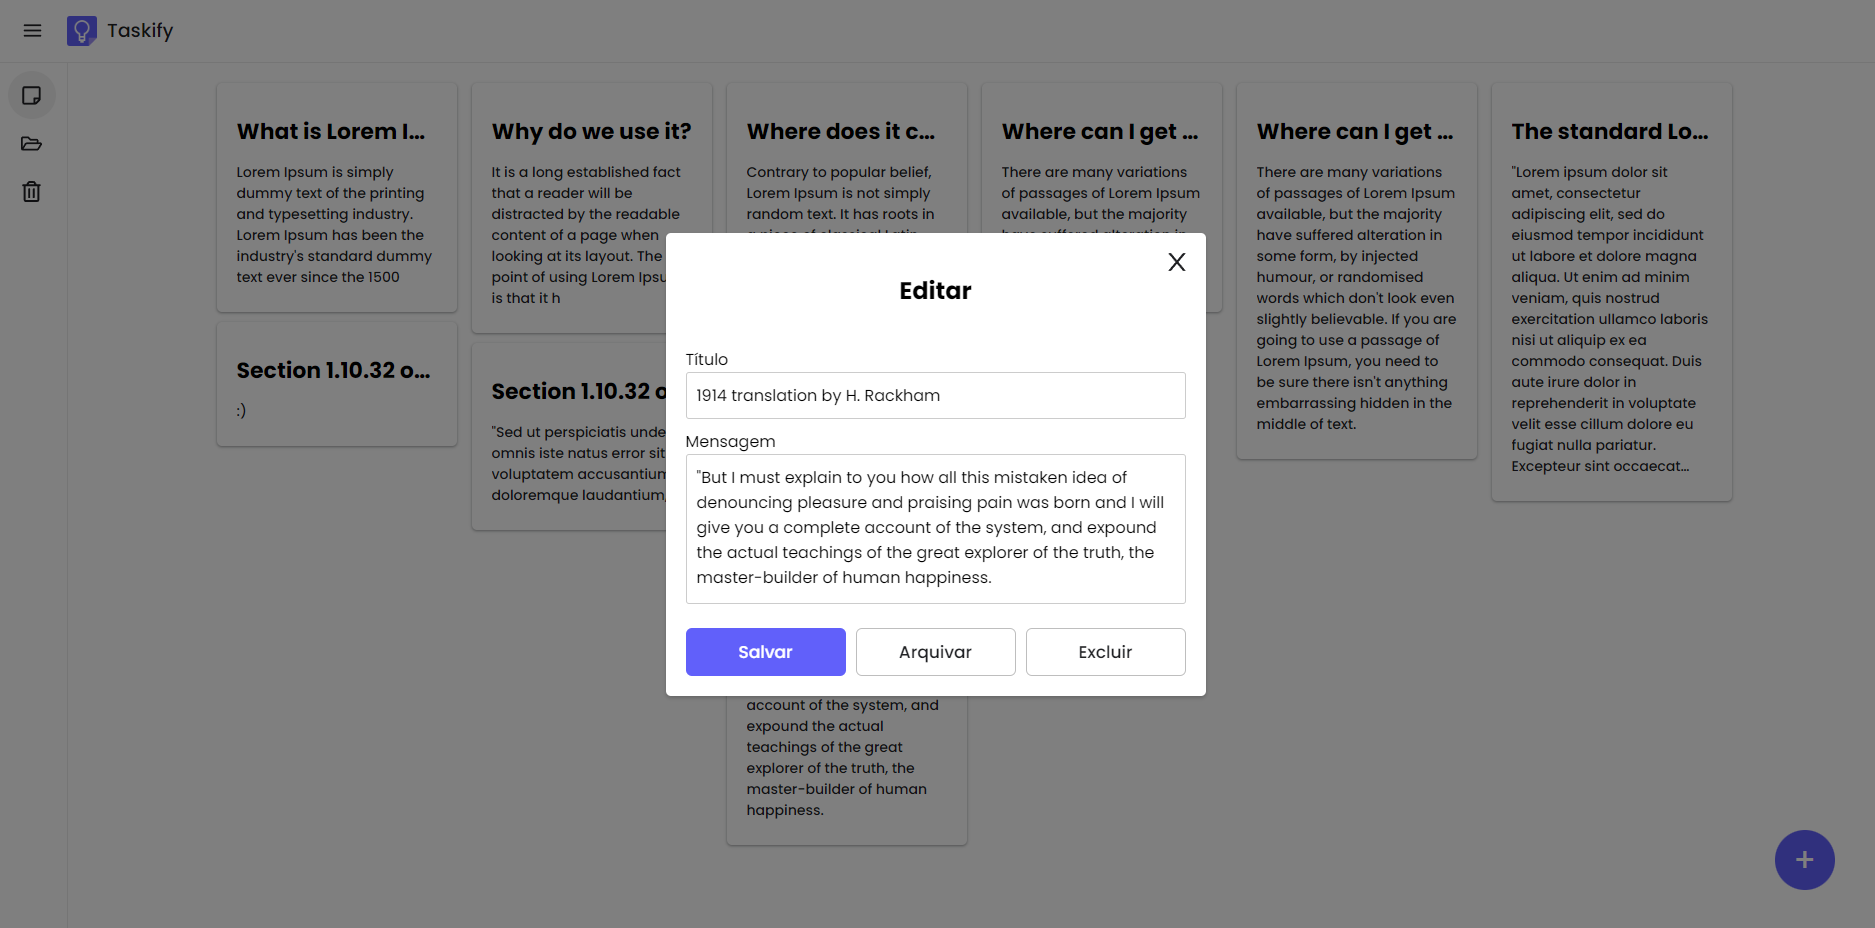 Taskify
What is Lorem I...
Lorem Ipsum is simply
dummy text of the printing
and typesetting industry.
Lorem Ipsum has been the
industry's standard dummy
text ever since the 1500
Section 1.10.32 o...
:)
Why do we use it?
It is a long established fact
that a reader will be
distracted by the readable
content of a page when
looking at its layout. The
point of using Lorem Ipsu
is that it h
Section 1.10.32 o
"Sed ut perspiciatis unde
omnis iste natus error sit
voluptatem accusantium
doloremque laudantium,
Where does it c...
Contrary to popular belief,
Lorem Ipsum is not simply
random text. It has roots in
a piece of classical Latin
account of the system, and
expound the actual
teachings of the great
explorer of the truth, the
master-builder of human
happiness.
Where can I get ...
There are many variations
of passages of Lorem Ipsum
available, but the majority
have suffered alteration in
Where can I get ...
There are many variations
of passages of Lorem Ipsum
available, but the majority
have suffered alteration in
some form, by injected
humour, or randomised
words which don't look even
slightly believable. If you are
going to use a passage of
Lorem Ipsum, you need to
be sure there isn't anything
embarrassing hidden in the
middle of text.
The standard Lo...
"Lorem ipsum dolor sit
amet, consectetur
adipiscing elit, sed do
eiusmod tempor incididunt
ut labore et dolore magna
aliqua. Ut enim ad minim
veniam, quis nostrud
exercitation ullamco laboris
nisi ut aliquip ex ea
commodo consequat. Duis
aute irure dolor in
reprehenderit in voluptate
velit esse cillum dolore eu
fugiat nulla pariatur.
Excepteur sint occaecat...
X
Editar
Título
1914 translation by H. Rackham
Mensagem
"But I must explain to you how all this mistaken idea of
denouncing pleasure and praising pain was born and I will
give you a complete account of the system, and expound
the actual teachings of the great explorer of the truth, the
master-builder of human happiness.
Salvar
Arquivar
Excluir
+